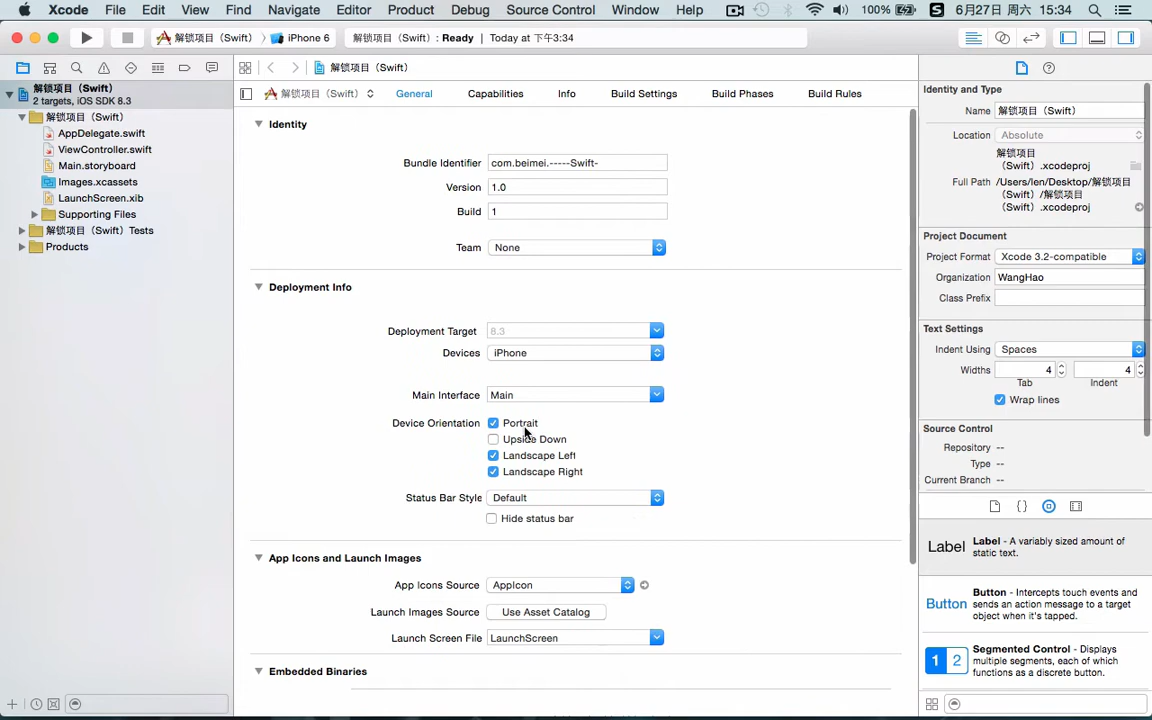 Xcode File Edit View Find Navigate Editor Product Debug Source Control Window Help 100% 6月27日 周六 15:34
解锁项目（Swift） iPhone 6 解锁项目（Swift）: Ready Today at 下午3:34
解锁项目（Swift）
解锁项目（Swift）
2 targets, iOS SDK 8.3
解锁项目（Swift）
AppDelegate.swift
ViewController.swift
Main.storyboard
Images.xcassets
LaunchScreen.xib
Supporting Files
解锁项目（Swift）Tests
Products
解锁项目（Swift） General Capabilities Info Build Settings Build Phases Build Rules
Identity
Bundle Identifier com.beimei.-----Swift-
Version 1.0
Build 1
Team None
Deployment Info
Deployment Target 8.3
Devices iPhone
Main Interface Main
Device Orientation Portrait
Upside Down
Landscape Left
Landscape Right
Status Bar Style Default
Hide status bar
App Icons and Launch Images
App Icons Source AppIcon
Launch Images Source Use Asset Catalog
Launch Screen File LaunchScreen
Embedded Binaries
Identity and Type
Name 解锁项目（Swift）
Location Absolute
解锁项目
（Swift）.xcodeproj
Full Path /Users/len/Desktop/解锁项目
（Swift）/解锁项目
（Swift）.xcodeproj
Project Document
Project Format Xcode 3.2-compatible
Organization WangHao
Class Prefix
Text Settings
Indent Using Spaces
Widths 4 4
Tab Indent
Wrap lines
Source Control
Repository --
Type --
Current Branch --
Label Label - A variably sized amount of
static text.
Button Button - Intercepts touch events and
sends an action message to a target
object when it's tapped.
1 2 Segmented Control - Displays
multiple segments, each of which
functions as a discrete button.